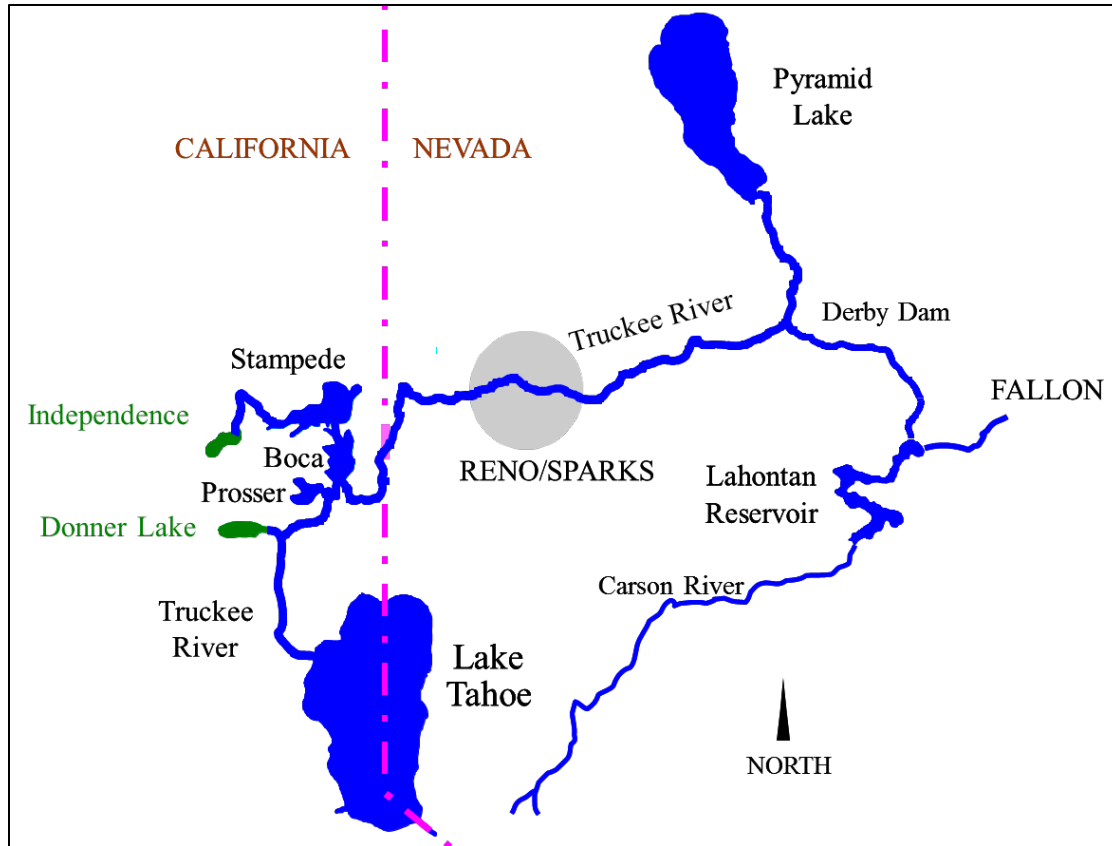 Pyramid
Lake
CALIFORNIA
NEVADA
Truckee River
Derby Dam
Stampede
Independence
FALLON
Boca
RENO/SPARKS
Prosser
Lahontan
Reservoir
Donner Lake
Carson River
Truckee
River
Lake
Tahoe
NORTH